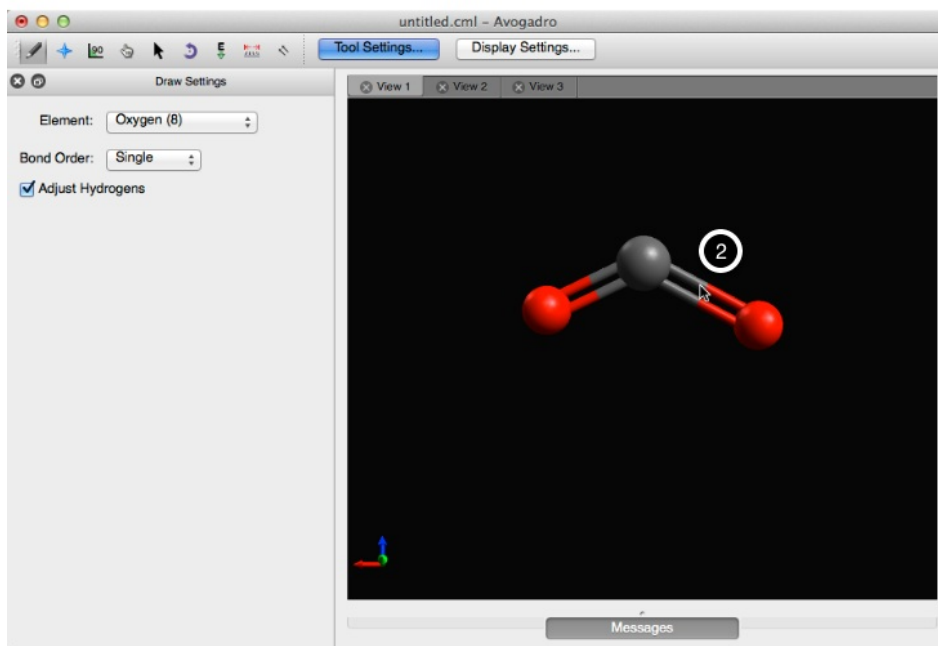 untitled.cml – Avogadro
Tool Settings... Display Settings...
Draw Settings
View 1 View 2 View 3
Element: Oxygen (8)
Bond Order: Single
Adjust Hydrogens
2
Messages